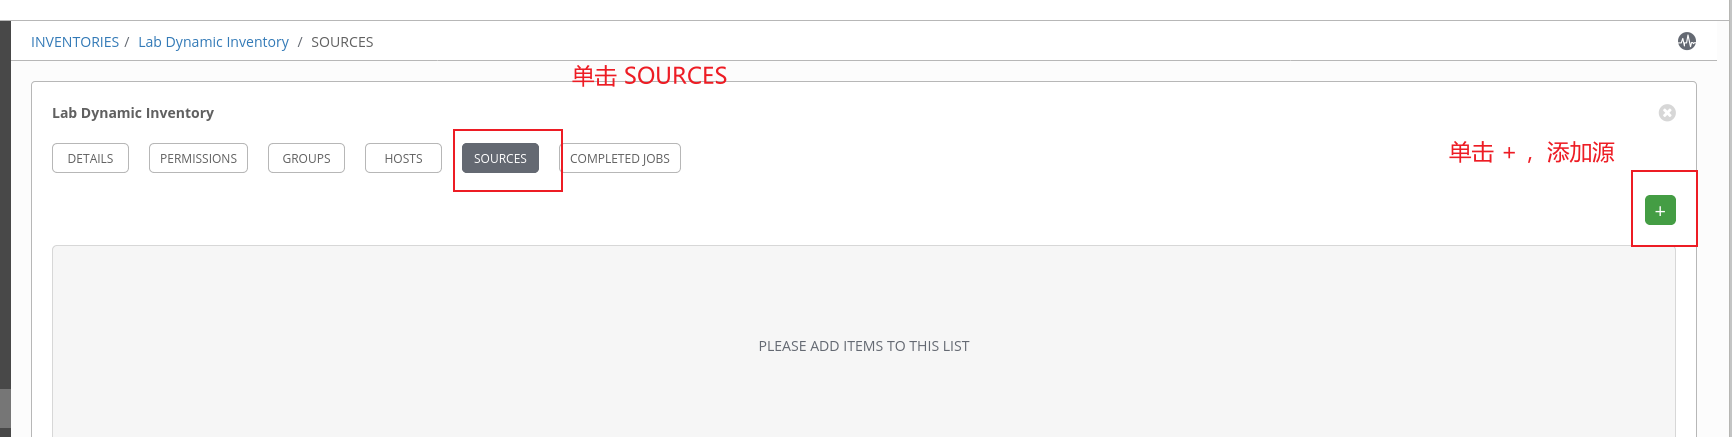 INVENTORIES / Lab Dynamic Inventory / SOURCES
单击 SOURCES
Lab Dynamic Inventory
DETAILS PERMISSIONS GROUPS HOSTS SOURCES COMPLETED JOBS
单击 + ，添加源
+
PLEASE ADD ITEMS TO THIS LIST